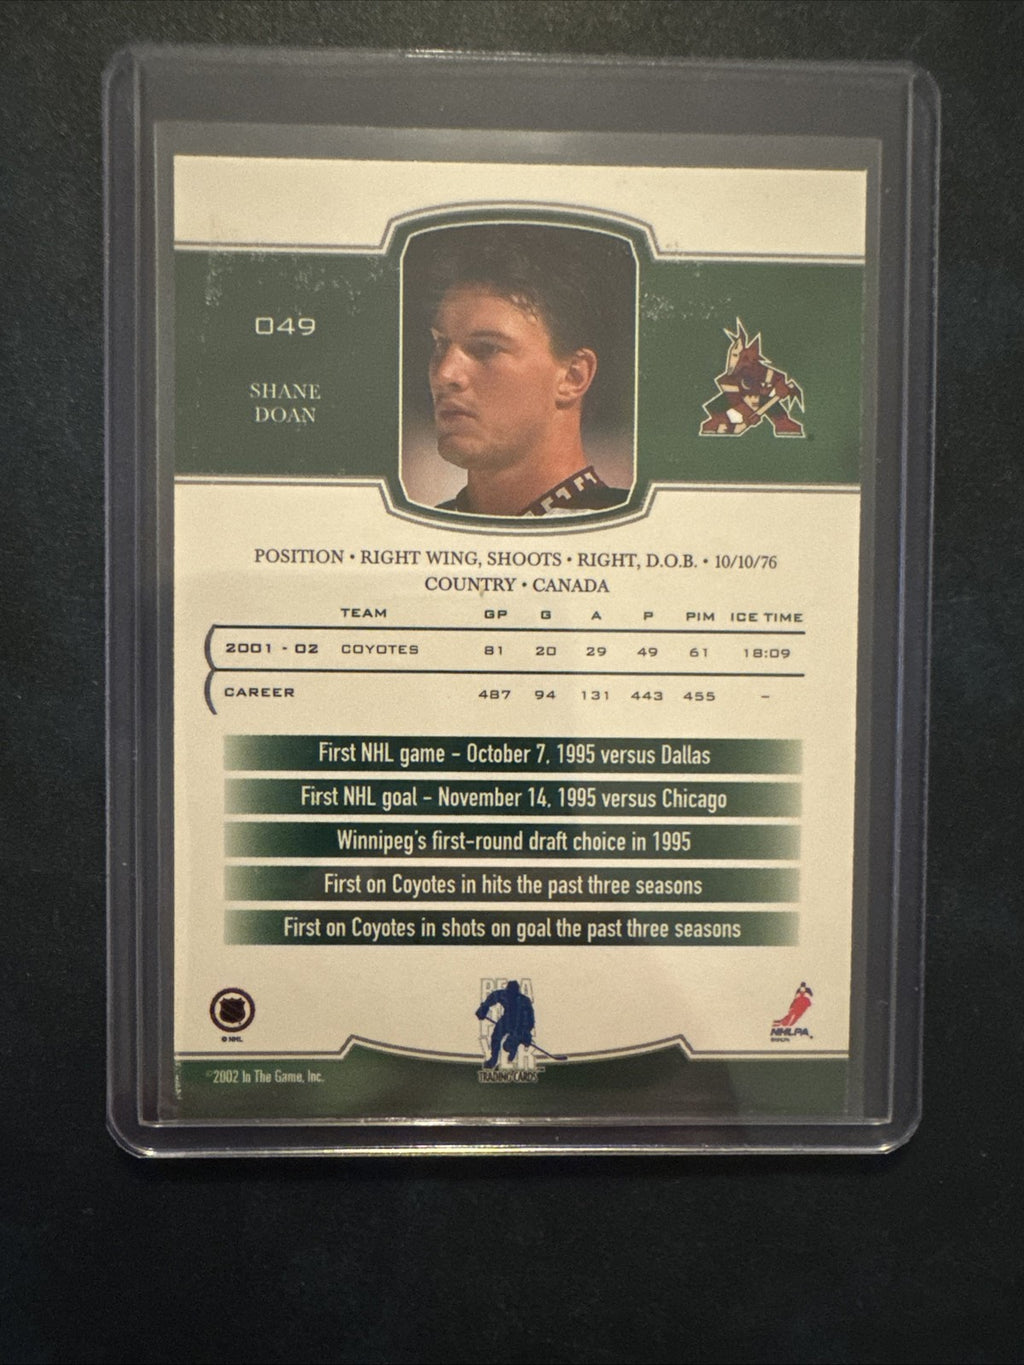 049
SHANE
DOAN
POSITION • RIGHT WING, SHOOTS • RIGHT, D.O.B. • 10/10/76
COUNTRY • CANADA
TEAM GP G A P PIM ICE TIME
2001 - 02 COYOTES 81 20 29 49 61 18:09
CAREER 487 94 131 443 455 –
First NHL game – October 7, 1995 versus Dallas
First NHL goal – November 14, 1995 versus Chicago
Winnipeg's first-round draft choice in 1995
First on Coyotes in hits the past three seasons
First on Coyotes in shots on goal the past three seasons
© NHL
BE A
PLAYER
TRADING CARDS
NHLPA
©NHLPA
©2002 In The Game, Inc.